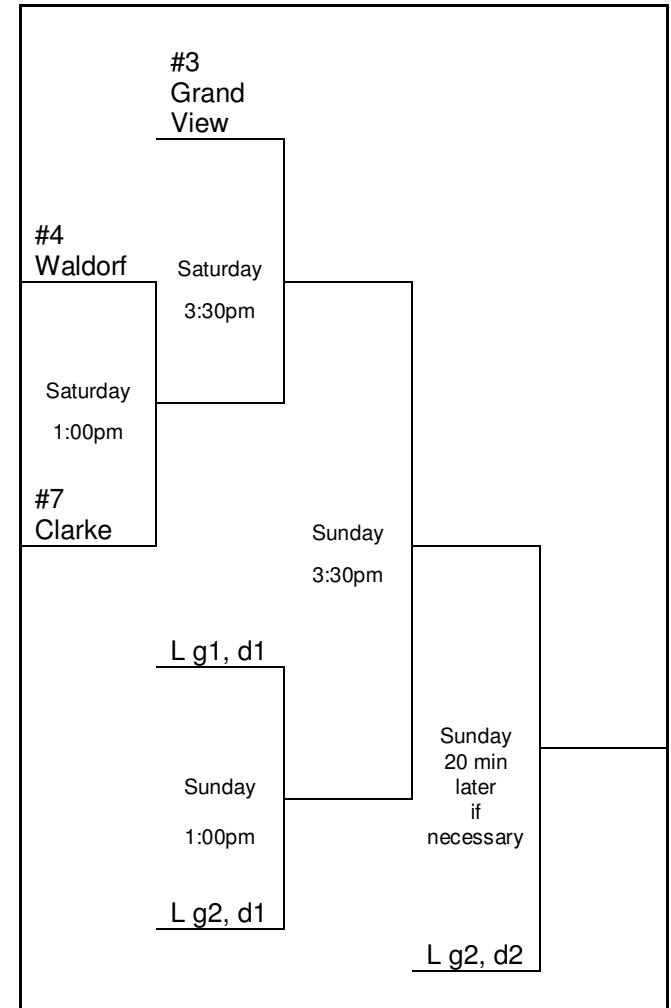 #3
Grand
View
#4
Waldorf
Saturday
3:30pm
Saturday
1:00pm
#7
Clarke
Sunday
3:30pm
L g1, d1
Sunday
1:00pm
Sunday
20 min
later
if
necessary
L g2, d1
L g2, d2